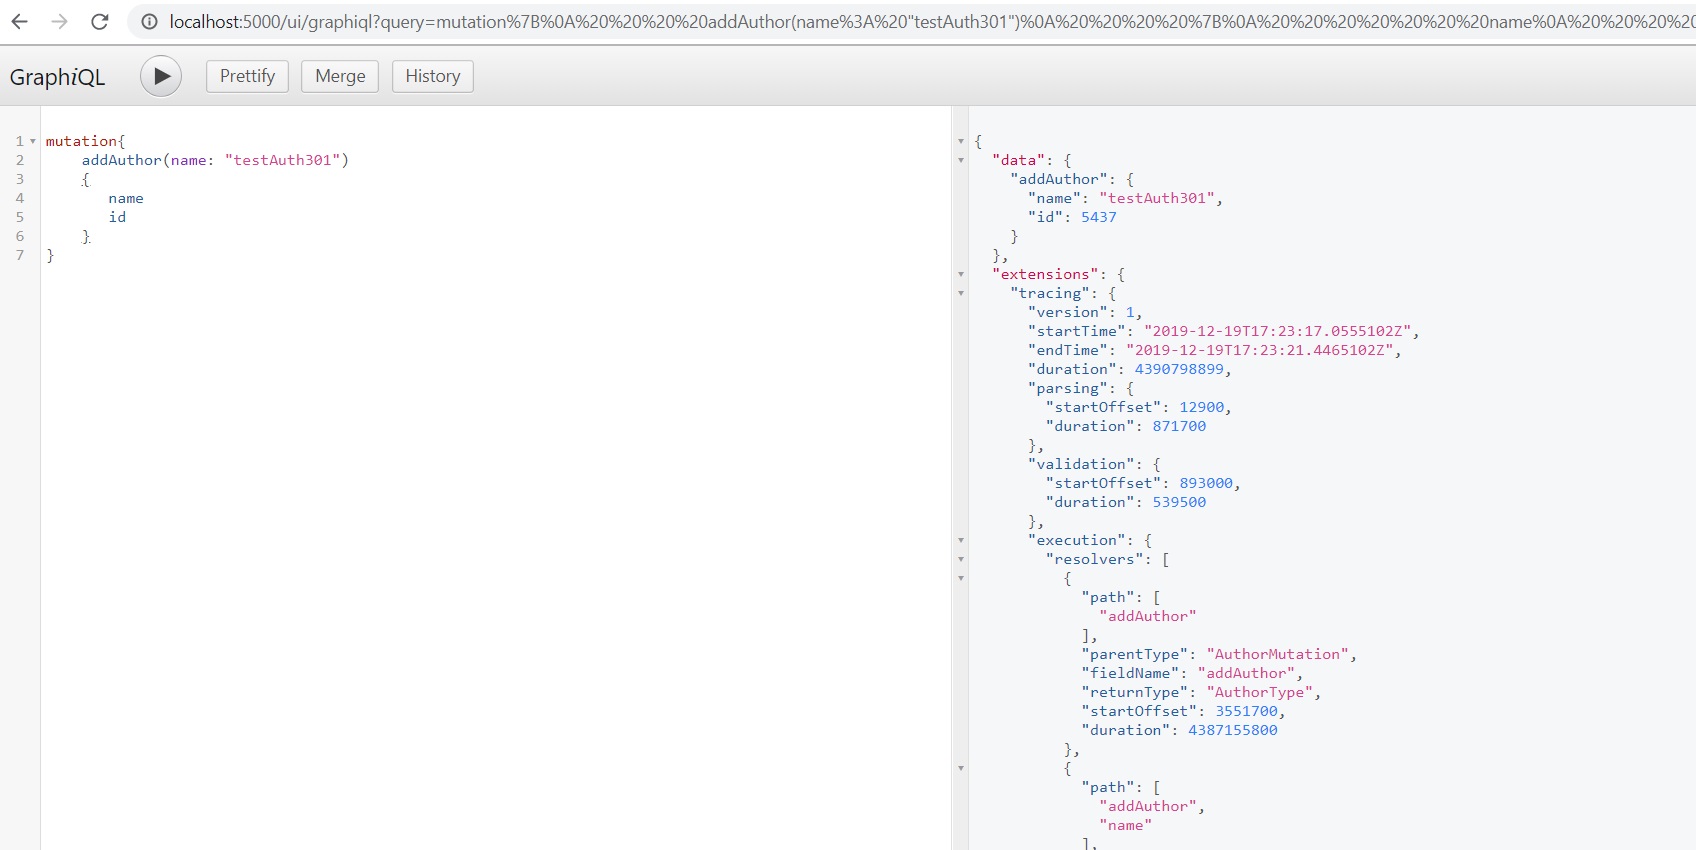 localhost:5000/ui/graphiql?query=mutation%7B%0A%20%20%20%20addAuthor(name%3A%20"testAuth301")%0A%20%20%20%20%7B%0A%20%20%20%20%20%20%20name%0A%20%20%20%20
GraphiQL
Prettify
Merge
History
1 mutation{
2     addAuthor(name: "testAuth301")
3     {
4        name
5        id
6     }
7 }
{
  "data": {
    "addAuthor": {
      "name": "testAuth301",
      "id": 5437
    }
  },
  "extensions": {
    "tracing": {
      "version": 1,
      "startTime": "2019-12-19T17:23:17.0555102Z",
      "endTime": "2019-12-19T17:23:21.4465102Z",
      "duration": 4390798899,
      "parsing": {
        "startOffset": 12900,
        "duration": 871700
      },
      "validation": {
        "startOffset": 893000,
        "duration": 539500
      },
      "execution": {
        "resolvers": [
          {
            "path": [
              "addAuthor"
            ],
            "parentType": "AuthorMutation",
            "fieldName": "addAuthor",
            "returnType": "AuthorType",
            "startOffset": 3551700,
            "duration": 4387155800
          },
          {
            "path": [
              "addAuthor",
              "name"
            ],